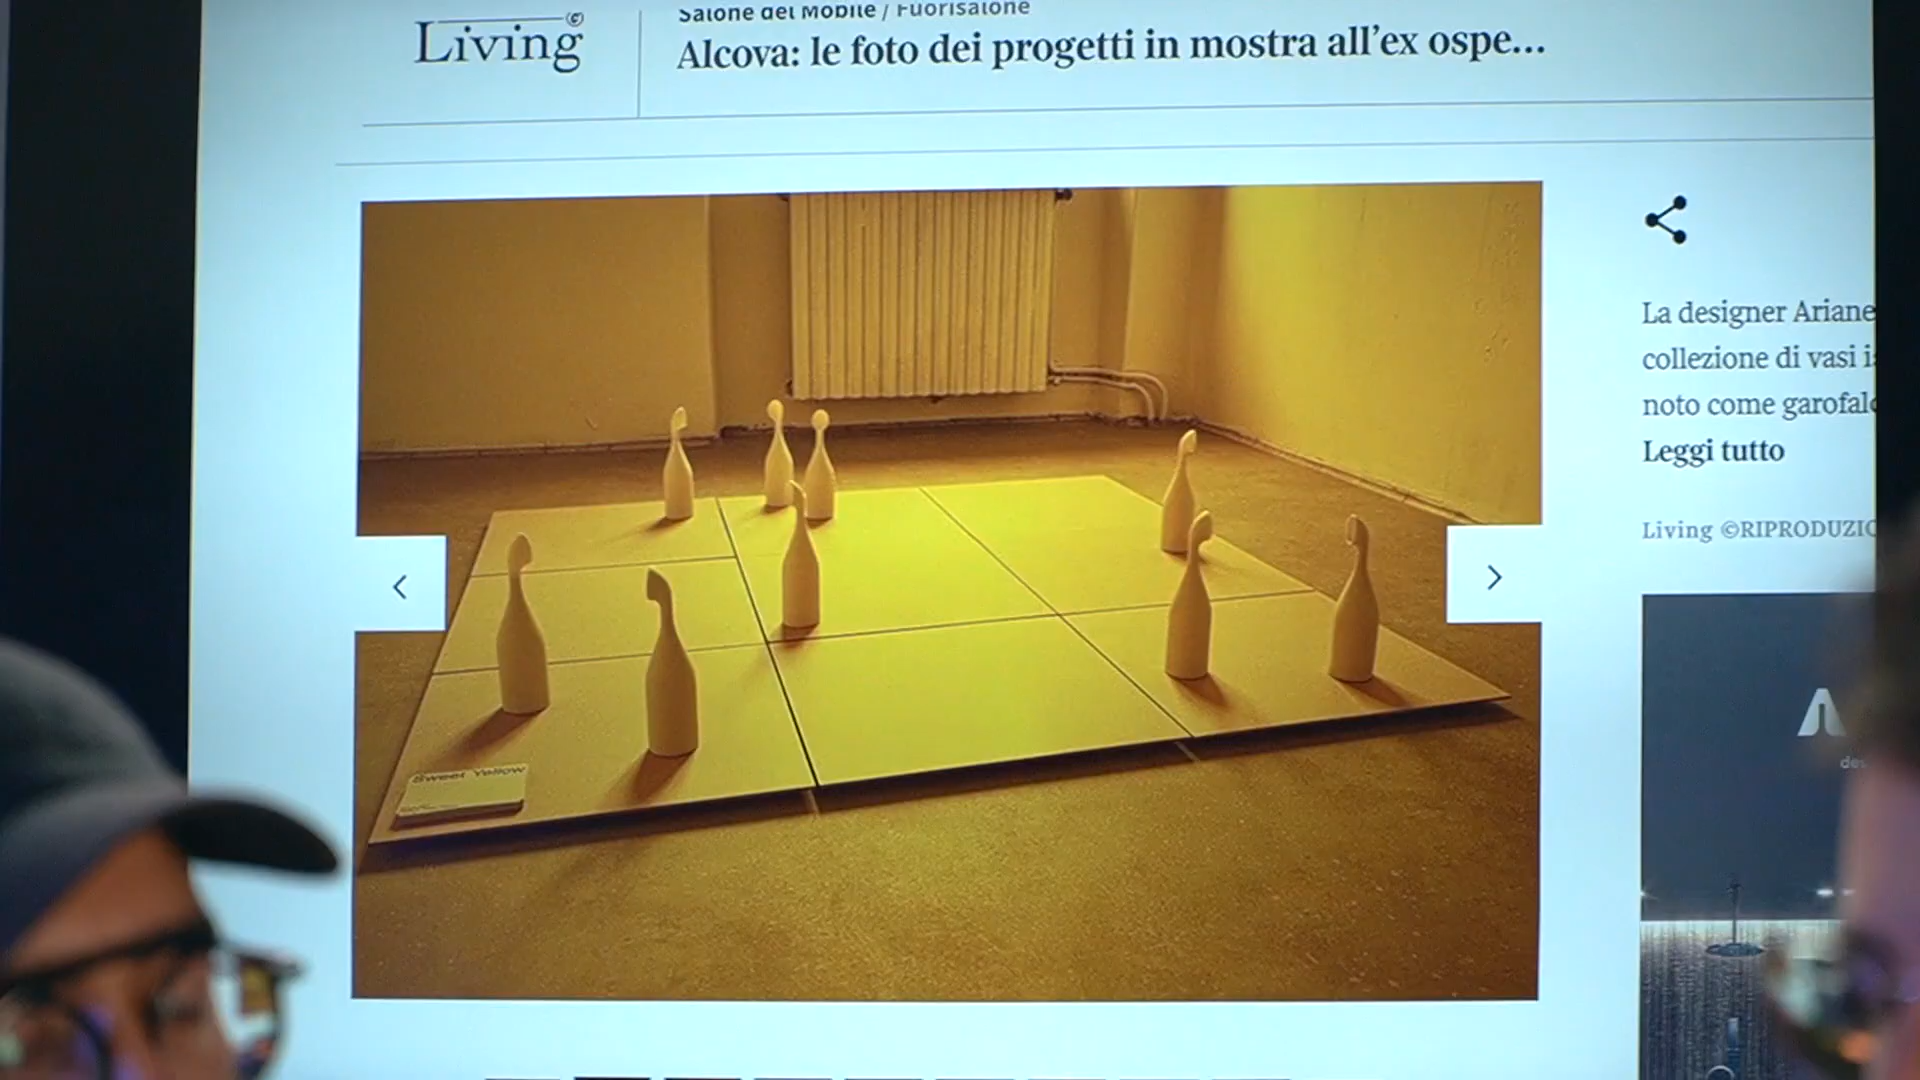 Living
Salone del Mobile / Fuorisalone
Alcova: le foto dei progetti in mostra all'ex ospe...
La designer Ariane
collezione di vasi
noto come garofal
Leggi tutto
Living ©RIPRODUZIO
Sweet Yellow